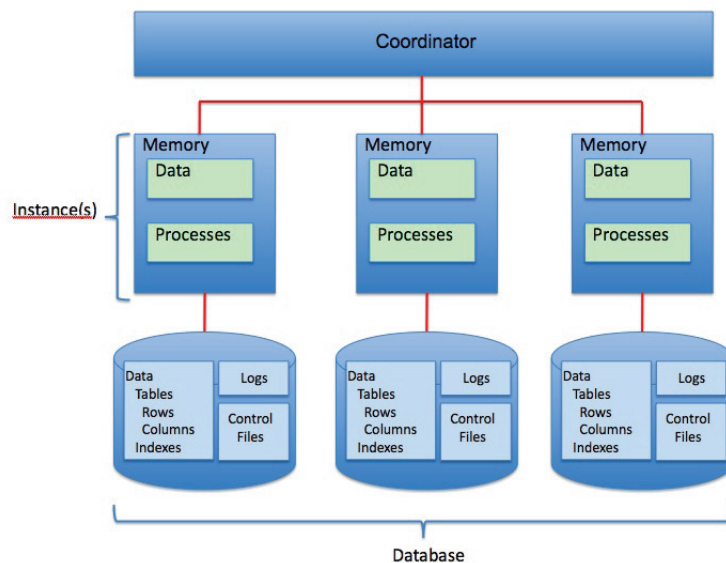 Coordinator
Memory
Data
Processes
Memory
Data
Processes
Memory
Data
Processes
Instance(s)
Data
Tables
Rows
Columns
Indexes
Logs
Control
Files
Data
Tables
Rows
Columns
Indexes
Logs
Control
Files
Data
Tables
Rows
Columns
Indexes
Logs
Control
Files
Database